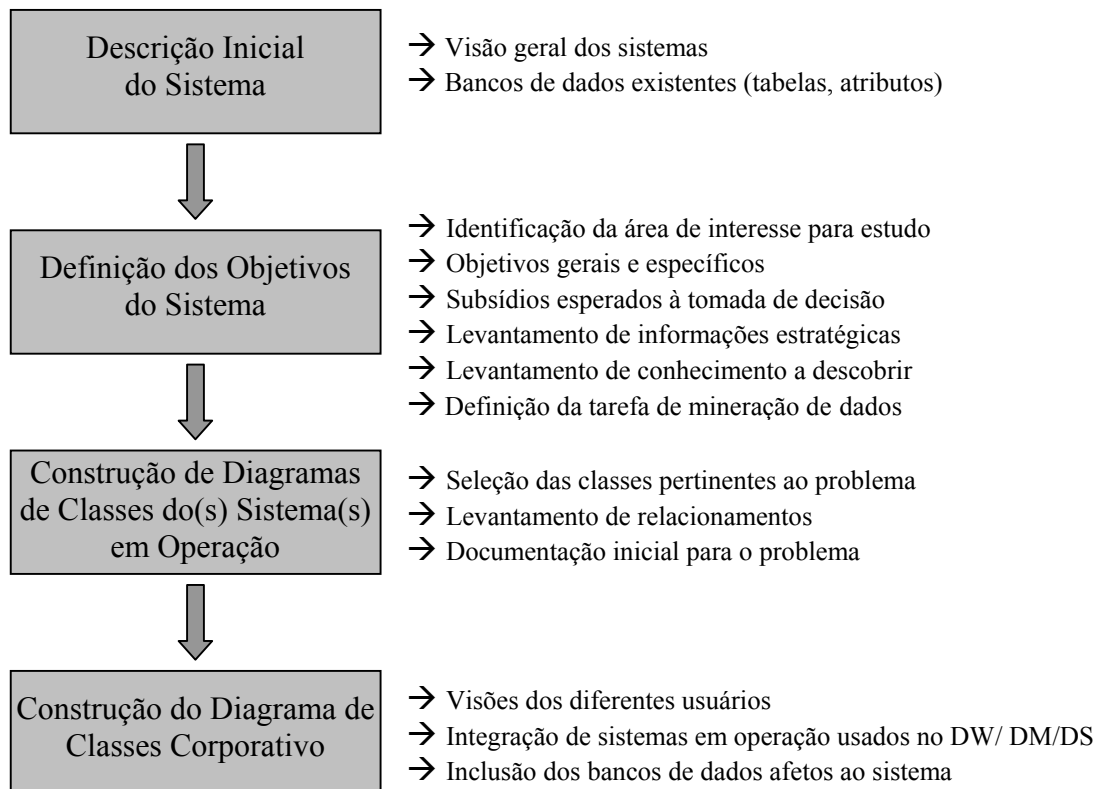 Descrição Inicial
do Sistema
→ Visão geral dos sistemas
→ Bancos de dados existentes (tabelas, atributos)
Definição dos Objetivos
do Sistema
→ Identificação da área de interesse para estudo
→ Objetivos gerais e específicos
→ Subsídios esperados à tomada de decisão
→ Levantamento de informações estratégicas
→ Levantamento de conhecimento a descobrir
→ Definição da tarefa de mineração de dados
Construção de Diagramas
de Classes do(s) Sistema(s)
em Operação
→ Seleção das classes pertinentes ao problema
→ Levantamento de relacionamentos
→ Documentação inicial para o problema
Construção do Diagrama de
Classes Corporativo
→ Visões dos diferentes usuários
→ Integração de sistemas em operação usados no DW/ DM/DS
→ Inclusão dos bancos de dados afetos ao sistema